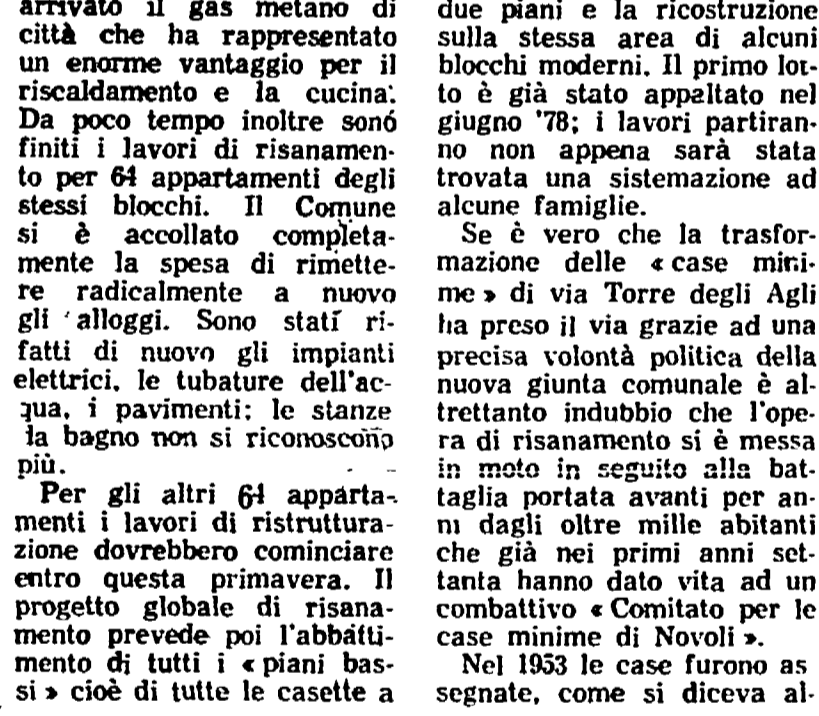 arrivato il gas metano di
città che ha rappresentato
un enorme vantaggio per il
riscaldamento e la cucina.
Da poco tempo inoltre sono
finiti i lavori di risanamen-
to per 64 appartamenti degli
stessi blocchi. Il Comune
si è accollato completa-
mente la spesa di rimette-
re radicalmente a nuovo
gli alloggi. Sono stati ri-
fatti di nuovo gli impianti
elettrici, le tubature dell'ac-
qua, i pavimenti: le stanze
da bagno non si riconoscono
più.
Per gli altri 64 apparta-
menti i lavori di ristruttura-
zione dovrebbero cominciare
entro questa primavera. Il
progetto globale di risana-
mento prevede poi l'abbatti-
mento di tutti i « piani bas-
si » cioè di tutte le casette a
due piani e la ricostruzione
sulla stessa area di alcuni
blocchi moderni. Il primo lot-
to è già stato appaltato nel
giugno '78; i lavori partiran-
no non appena sarà stata
trovata una sistemazione ad
alcune famiglie.
Se è vero che la trasfor-
mazione delle « case mini-
me » di via Torre degli Agli
ha preso il via grazie ad una
precisa volontà politica della
nuova giunta comunale è al-
trettanto indubbio che l'ope-
ra di risanamento si è messa
in moto in seguito alla bat-
taglia portata avanti per an-
ni dagli oltre mille abitanti
che già nei primi anni set-
tanta hanno dato vita ad un
combattivo « Comitato per le
case minime di Novoli ».
Nel 1953 le case furono as
segnate, come si diceva al-